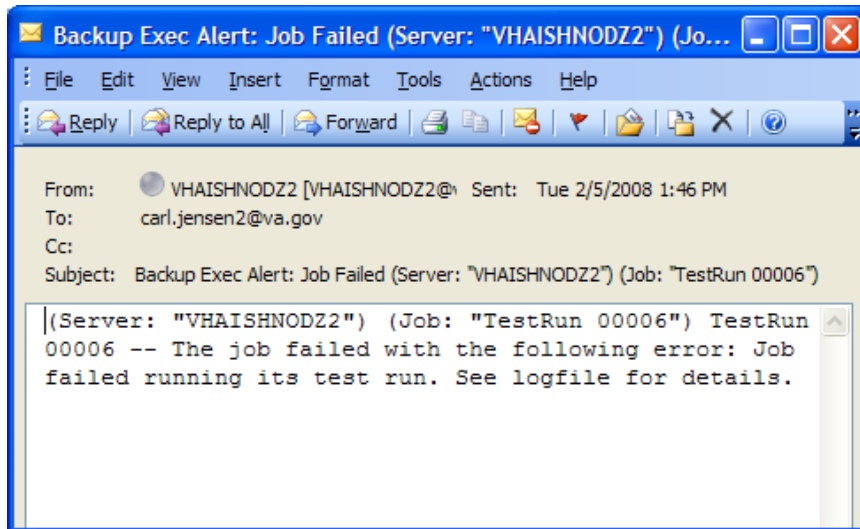 Backup Exec Alert: Job Failed (Server: "VHAISHNODZ2") (Jo...
File Edit View Insert Format Tools Actions Help
Reply Reply to All Forward
From: VHAISHNODZ2 [VHAISHNODZ2@ Sent: Tue 2/5/2008 1:46 PM
To: carl.jensen2@va.gov
Cc:
Subject: Backup Exec Alert: Job Failed (Server: "VHAISHNODZ2") (Job: "TestRun 00006")
(Server: "VHAISHNODZ2") (Job: "TestRun 00006") TestRun
00006 -- The job failed with the following error: Job
failed running its test run. See logfile for details.